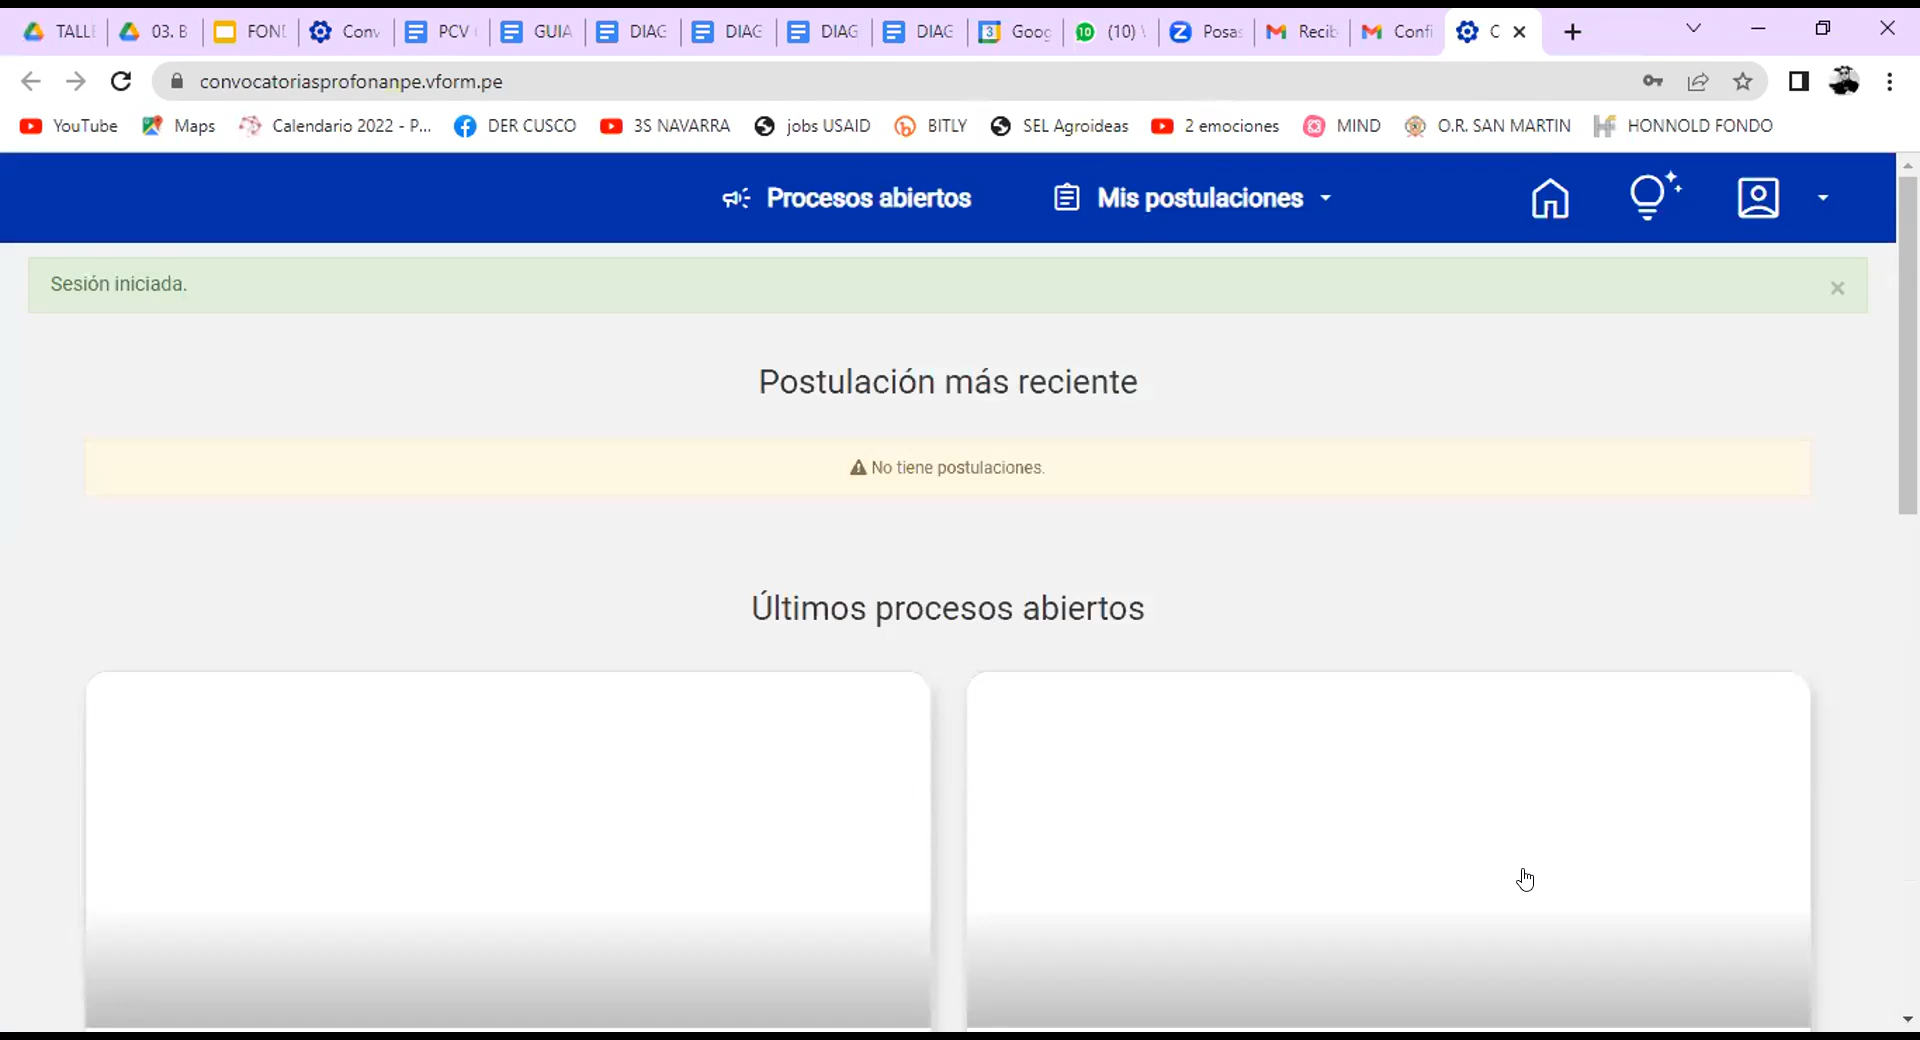 TALL 03. B FON Conv PCV GUIA DIAG DIAG DIAG DIAG Goog (10) Posa Recib Confi C
convocatoriasprofonanpe.vform.pe
YouTube Maps Calendario 2022 - P... DER CUSCO 3S NAVARRA jobs USAID BITLY SEL Agroideas 2 emociones MIND O.R. SAN MARTIN HONNOLD FONDO
Procesos abiertos Mis postulaciones
Sesión iniciada.
Postulación más reciente
No tiene postulaciones.
Últimos procesos abiertos